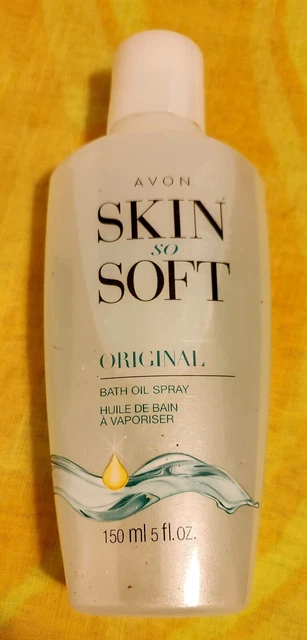 AVON
SKIN
so
SOFT
ORIGINAL
BATH OIL SPRAY
HUILE DE BAIN
À VAPORISER
150 ml 5 fl.oz.